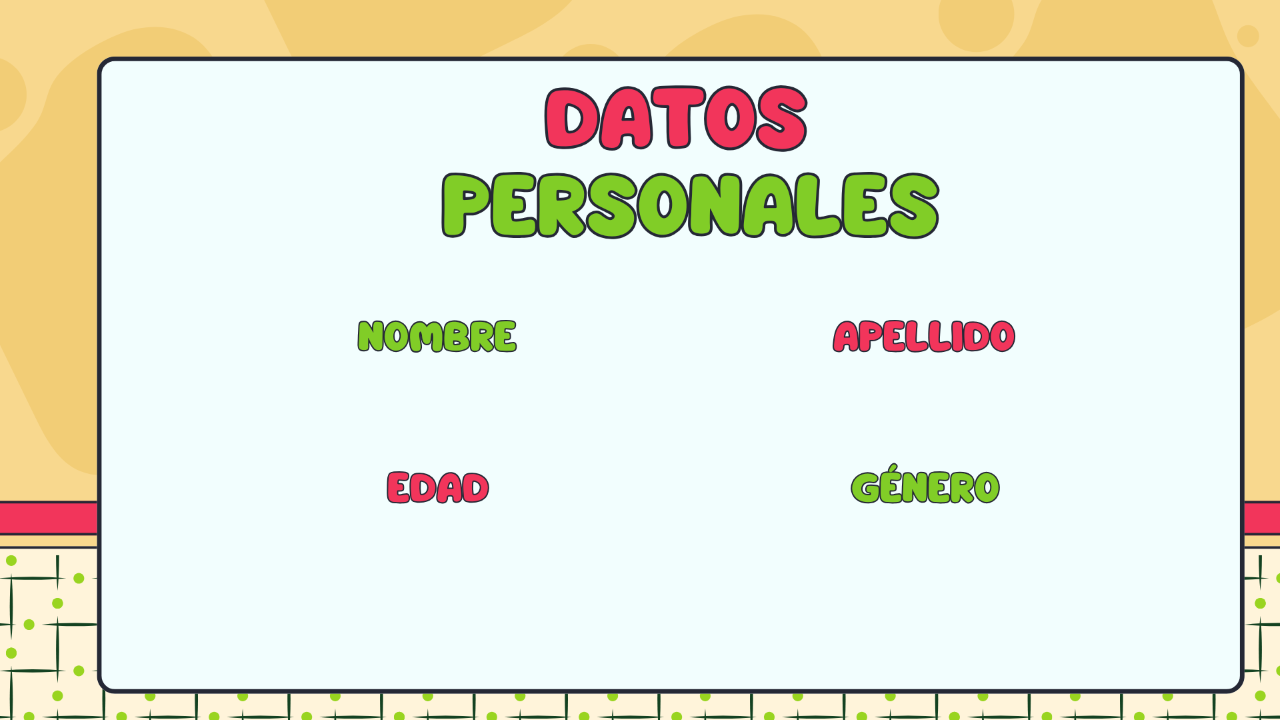 DATOS
PERSONALES
NOMBRE
APELLIDO
EDAD
GÉNERO